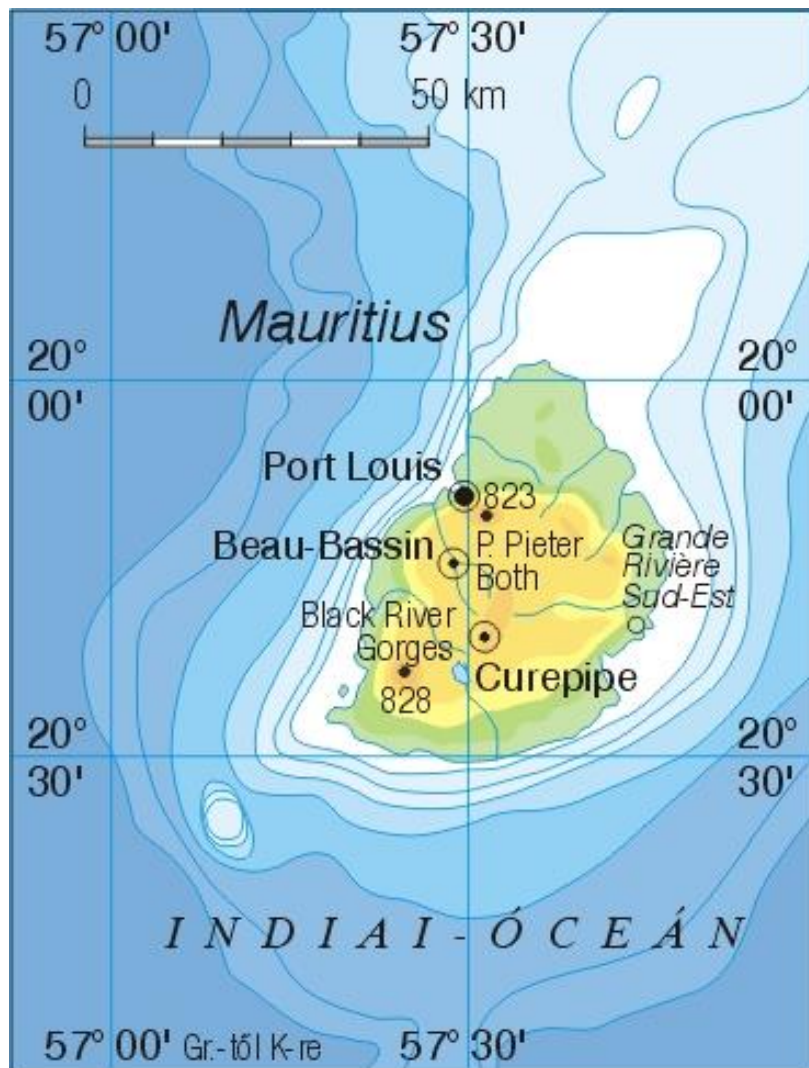 57° 00' 57° 30'
0 50 km
Mauritius
20° 20°
00' 00'
Port Louis
823
Beau-Bassin
P. Pieter
Both
Grande
Rivière
Sud-Est
Black River
Gorges
Curepipe
828
20° 20°
30' 30'
INDIAI-ÓCEÁN
57° 00' Gr.-től K-re 57° 30'